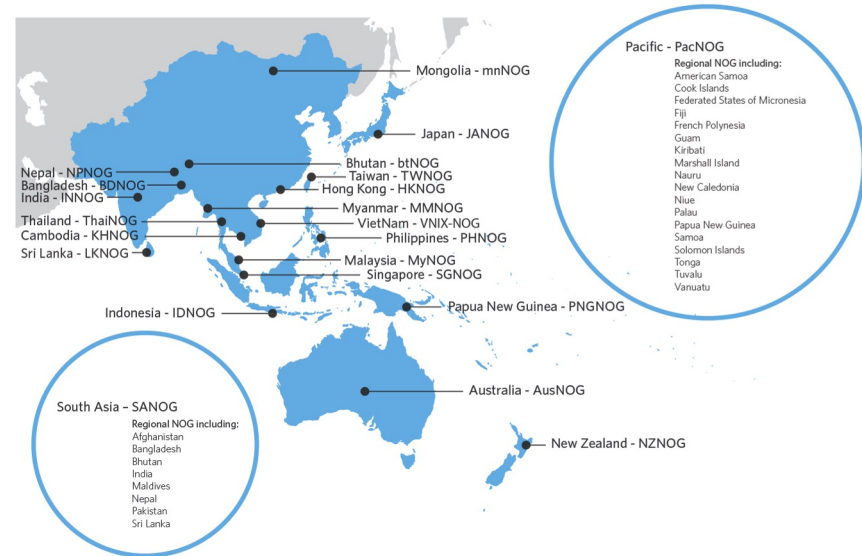 Pacific - PacNOG
Regional NOG including:
American Samoa
Cook Islands
Federated States of Micronesia
Fiji
French Polynesia
Guam
Kiribati
Marshall Island
Nauru
New Caledonia
Niue
Palau
Papua New Guinea
Samoa
Solomon Islands
Tonga
Tuvalu
Vanuatu
Mongolia - mnNOG
Japan - JANOG
Bhutan - btNOG
Nepal - NPNOG
Taiwan - TWNOG
Bangladesh - BDNOG
Hong Kong - HKNOG
India - INNOG
Myanmar - MMNOG
Thailand - ThaiNOG
VietNam - VNIX-NOG
Cambodia - KHNOG
Philippines - PHNOG
Sri Lanka - LKNOG
Malaysia - MyNOG
Singapore - SGNOG
Indonesia - IDNOG
Papua New Guinea - PNGNOG
Australia - AusNOG
New Zealand - NZNOG
South Asia – SANOG
Regional NOG including:
Afghanistan
Bangladesh
Bhutan
India
Maldives
Nepal
Pakistan
Sri Lanka